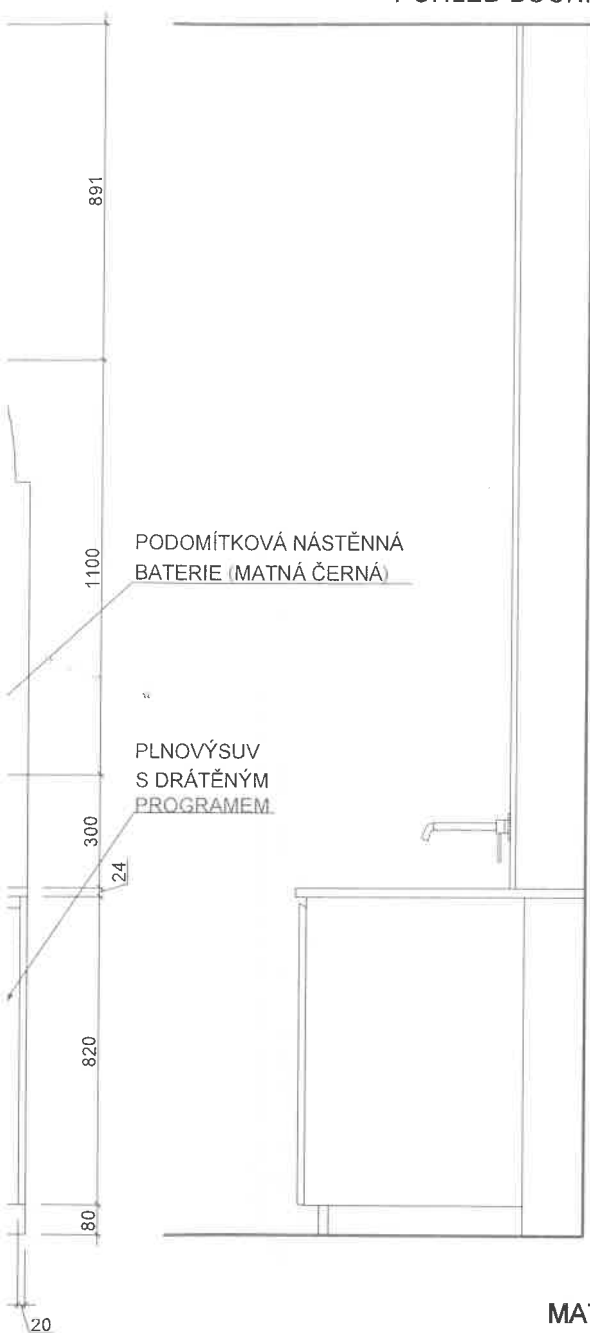 891
1100
PODOMÍTKOVÁ NÁSTĚNNÁ
BATERIE (MATNÁ ČERNÁ)
PLNOVÝSUV
S DRÁTĚNÝM
PROGRAMEM
300
24
820
80
20